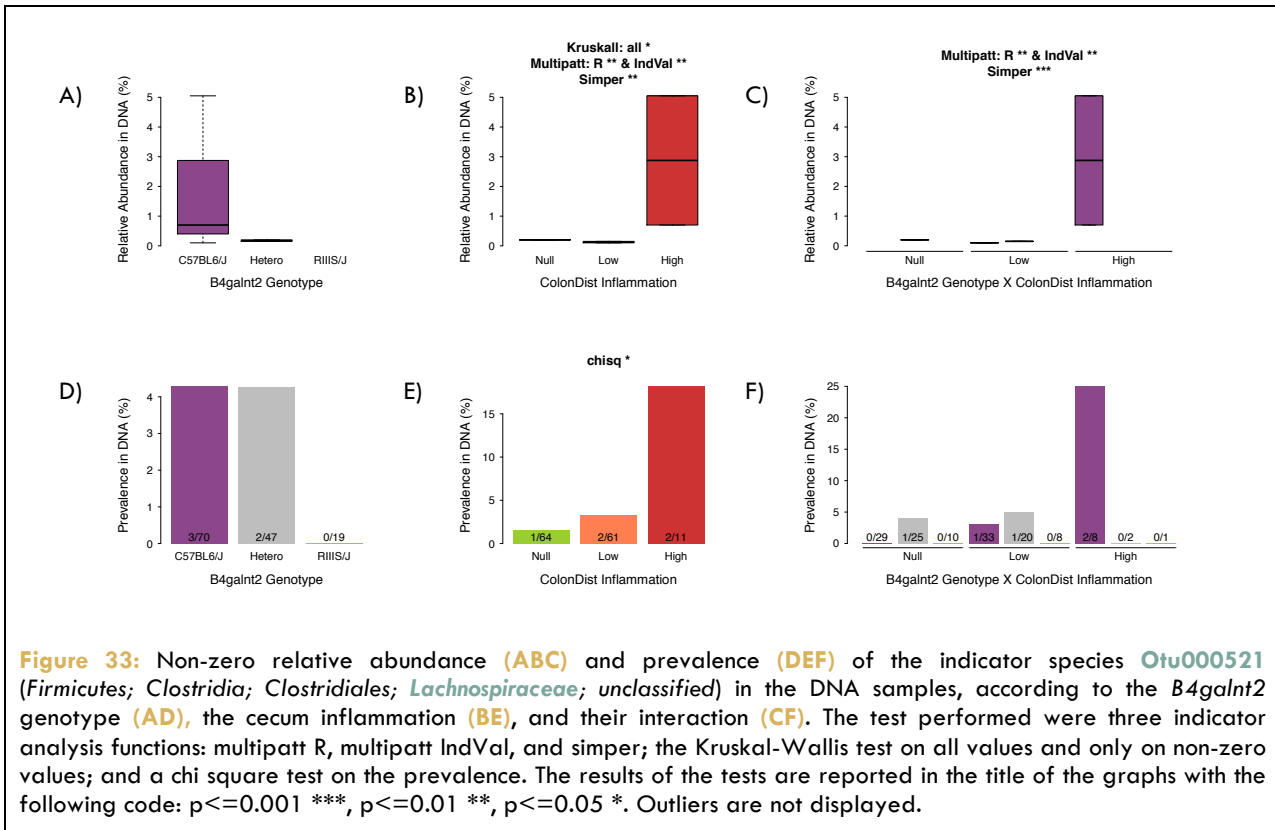 Kruskall: all *
Multipatt: R ** & IndVal **
Simper **
Multipatt: R ** & IndVal **
Simper ***
A)
Relative Abundance in DNA (%)
5
4
3
2
1
0
C57BL6/J Hetero RIIIS/J
B4galnt2 Genotype
B)
Relative Abundance in DNA (%)
5
4
3
2
1
0
Null Low High
ColonDist Inflammation
C)
Relative Abundance in DNA (%)
5
4
3
2
1
0
Null Low High
B4galnt2 Genotype X ColonDist Inflammation
D)
Prevalence in DNA (%)
4
3
2
1
0
3/70 2/47 0/19
C57BL6/J Hetero RIIIS/J
B4galnt2 Genotype
chisq *
E)
Prevalence in DNA (%)
15
10
5
0
1/64 2/61 2/11
Null Low High
ColonDist Inflammation
F)
Prevalence in DNA (%)
25
20
15
10
5
0
0/29 1/25 0/10 1/33 1/20 0/8 2/8 0/2 0/1
Null Low High
B4galnt2 Genotype X ColonDist Inflammation
Figure 33: Non-zero relative abundance (ABC) and prevalence (DEF) of the indicator species Otu000521
(Firmicutes; Clostridia; Clostridiales; Lachnospiraceae; unclassified) in the DNA samples, according to the B4galnt2
genotype (AD), the cecum inflammation (BE), and their interaction (CF). The test performed were three indicator
analysis functions: multipatt R, multipatt IndVal, and simper; the Kruskal-Wallis test on all values and only on non-zero
values; and a chi square test on the prevalence. The results of the tests are reported in the title of the graphs with the
following code: p<=0.001 ***, p<=0.01 **, p<=0.05 *. Outliers are not displayed.